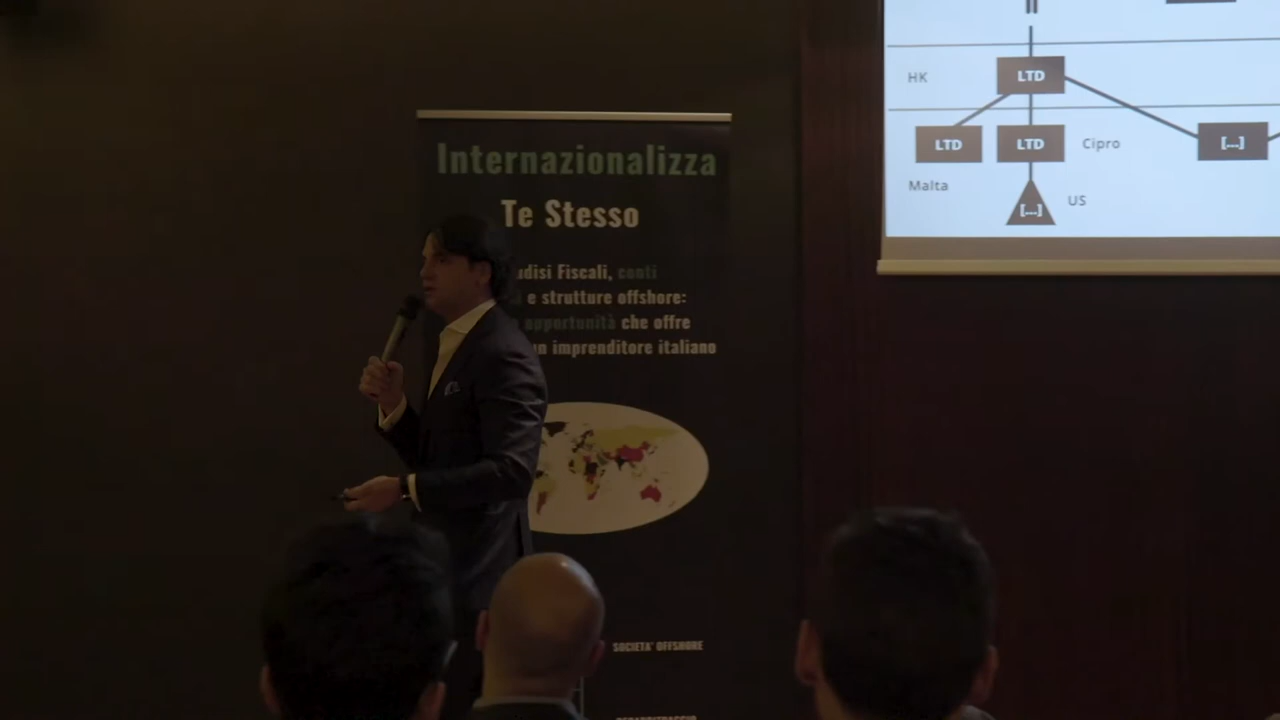 Internazionalizza
Te Stesso
Fiscali, conti
e strutture offshore:
opportunità che offre
un imprenditore italiano
SOCIETA' OFFSHORE
HK
LTD
LTD
LTD
Cipro
[...]
Malta
[...]
US